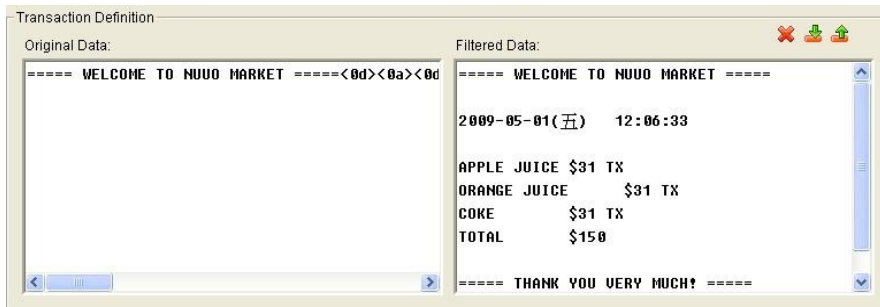 Transaction Definition
Original Data:
===== WELCOME TO NUUO MARKET =====<0d><0a><0d
Filtered Data:
===== WELCOME TO NUUO MARKET =====
2009-05-01(五) 12:06:33
APPLE JUICE $31 TX
ORANGE JUICE $31 TX
COKE $31 TX
TOTAL $150
===== THANK YOU VERY MUCH! =====